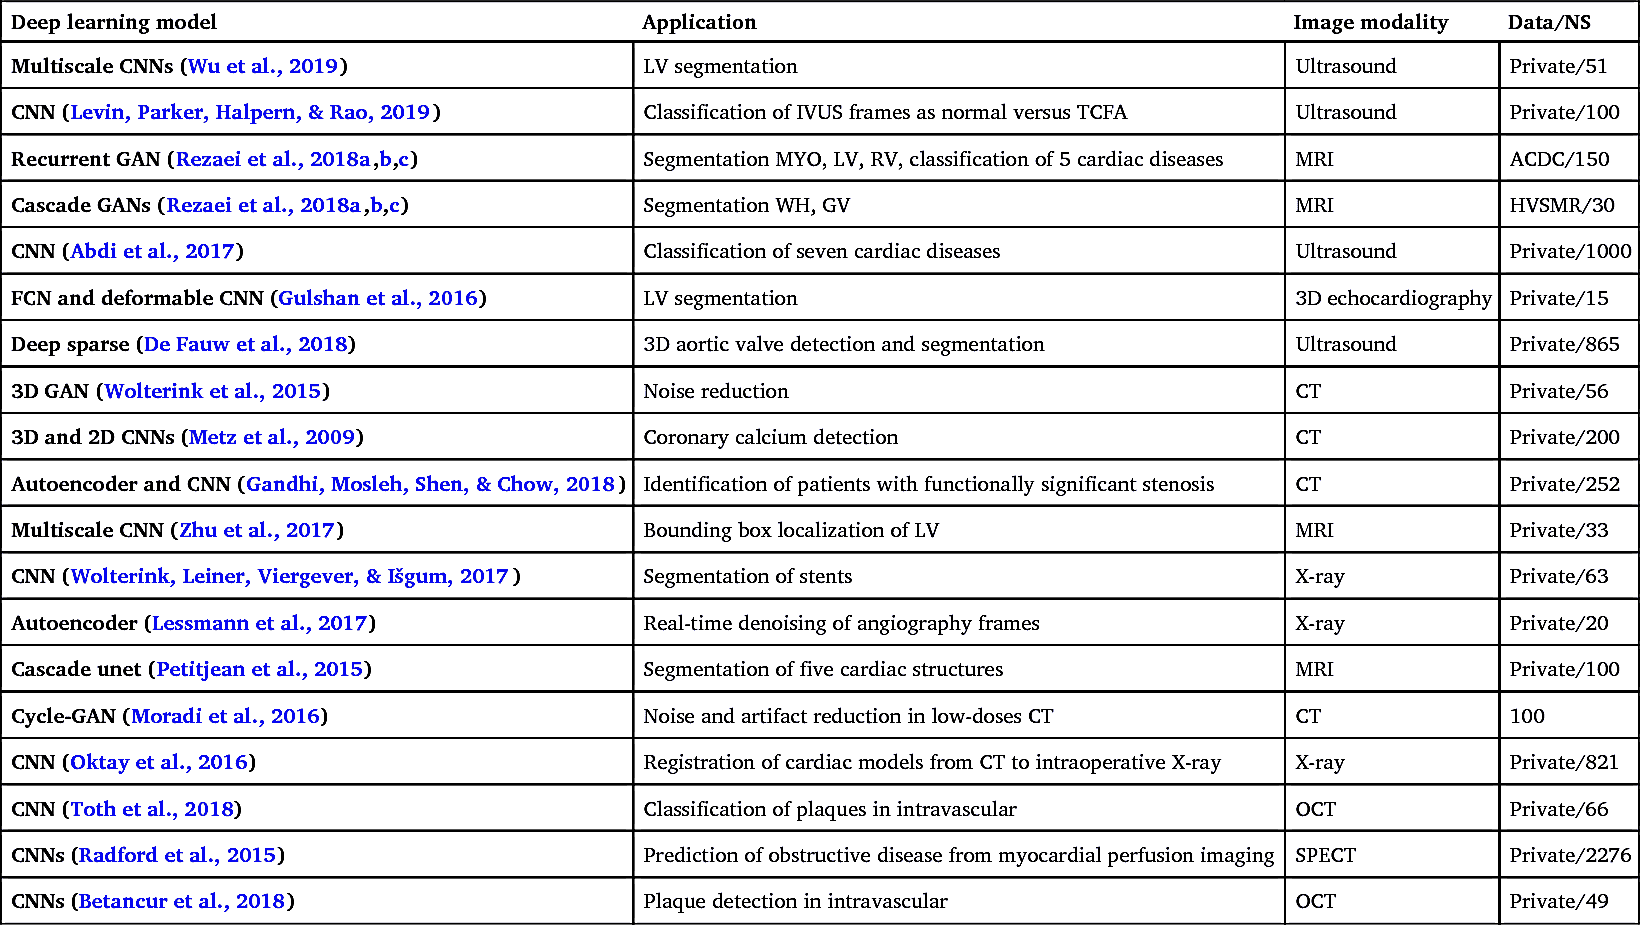 Deep learning model Application Image modality Data/NS
Multiscale CNNs (Wu et al., 2019) LV segmentation Ultrasound Private/51
CNN (Levin, Parker, Halpern, & Rao, 2019) Classification of IVUS frames as normal versus TCFA Ultrasound Private/100
Recurrent GAN (Rezaei et al., 2018a,b,c) Segmentation MYO, LV, RV, classification of 5 cardiac diseases MRI ACDC/150
Cascade GANs (Rezaei et al., 2018a,b,c) Segmentation WH, GV MRI HVSMR/30
CNN (Abdi et al., 2017) Classification of seven cardiac diseases Ultrasound Private/1000
FCN and deformable CNN (Gulshan et al., 2016) LV segmentation 3D echocardiography Private/15
Deep sparse (De Fauw et al., 2018) 3D aortic valve detection and segmentation Ultrasound Private/865
3D GAN (Wolterink et al., 2015) Noise reduction CT Private/56
3D and 2D CNNs (Metz et al., 2009) Coronary calcium detection CT Private/200
Autoencoder and CNN (Gandhi, Mosleh, Shen, & Chow, 2018) Identification of patients with functionally significant stenosis CT Private/252
Multiscale CNN (Zhu et al., 2017) Bounding box localization of LV MRI Private/33
CNN (Wolterink, Leiner, Viergever, & Išgum, 2017) Segmentation of stents X-ray Private/63
Autoencoder (Lessmann et al., 2017) Real-time denoising of angiography frames X-ray Private/20
Cascade unet (Petitjean et al., 2015) Segmentation of five cardiac structures MRI Private/100
Cycle-GAN (Moradi et al., 2016) Noise and artifact reduction in low-doses CT CT 100
CNN (Oktay et al., 2016) Registration of cardiac models from CT to intraoperative X-ray X-ray Private/821
CNN (Toth et al., 2018) Classification of plaques in intravascular OCT Private/66
CNNs (Radford et al., 2015) Prediction of obstructive disease from myocardial perfusion imaging SPECT Private/2276
CNNs (Betancur et al., 2018) Plaque detection in intravascular OCT Private/49